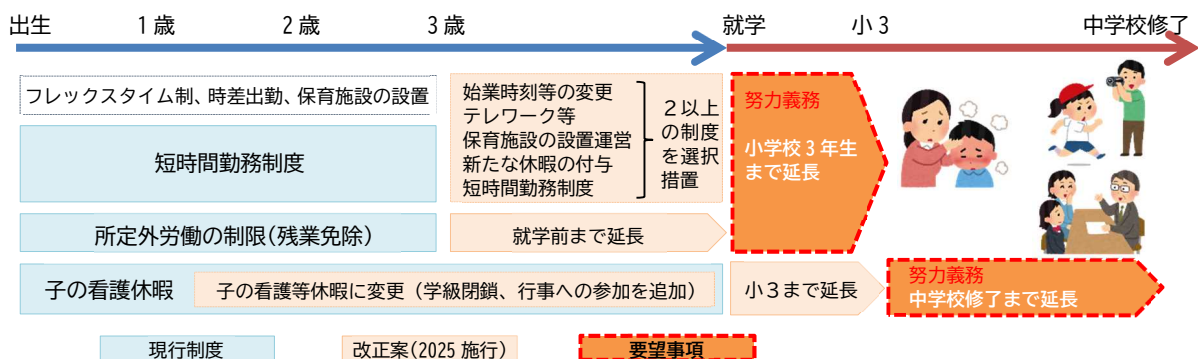 出生 1歳 2歳 3歳 就学 小3 中学校修了
フレックスタイム制、時差出勤、保育施設の設置
短時間勤務制度
始業時刻等の変更
テレワーク等
保育施設の設置運営
新たな休暇の付与
短時間勤務制度
2以上
の制度
を選択
措置
努力義務
小学校3年生
まで延長
所定外労働の制限(残業免除)
就学前まで延長
子の看護休暇
子の看護等休暇に変更(学級閉鎖、行事への参加を追加)
小3まで延長
努力義務
中学校修了まで延長
現行制度
改正案(2025施行)
要望事項